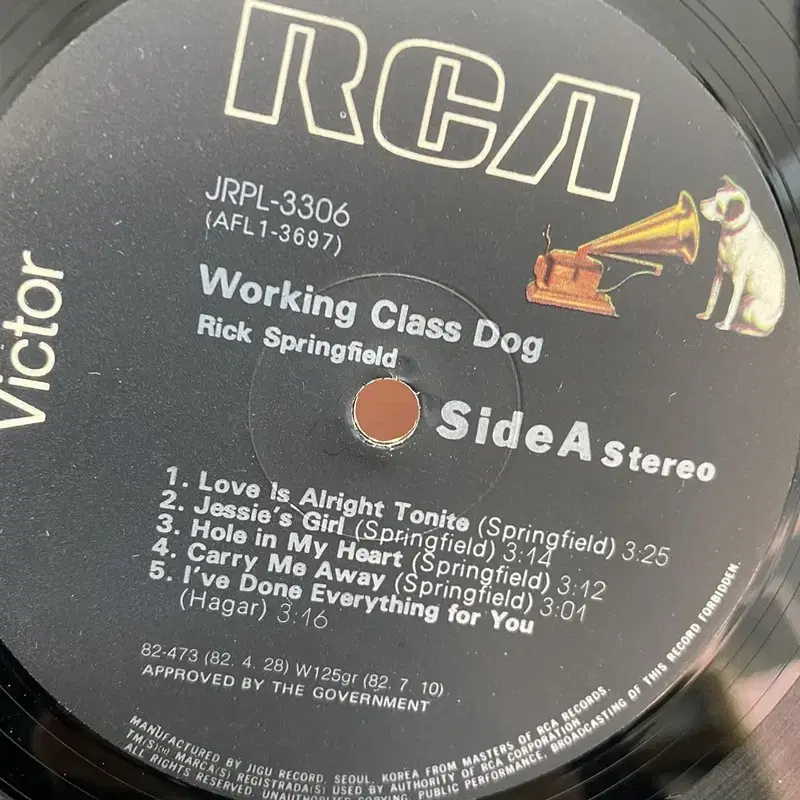 RCA
Victor
JRPL-3306
(AFL1-3697)
Working Class Dog
Rick Springfield
Side A Stereo
1. Love is Alright Tonite (Springfield) 3:25
2. Jessie's Girl (Springfield) 3:14
3. Hole in My Heart (Springfield) 3:12
4. Carry Me Away (Springfield) 3:01
5. I've Done Everything for You
(Hagar) 3:16
82-473 (82. 4. 28) W125gr (82. 7. 10)
APPROVED BY THE GOVERNMENT
MANUFACTURED BY JIGU RECORD, SEOUL, KOREA FROM MASTERS OF RCA RECORDS.
TM(S)® MARCA(S) REGISTRADA(S) USED BY AUTHORITY OF RCA CORPORATION
ALL RIGHTS RESERVED. UNAUTHORIZED COPYING, PUBLIC PERFORMANCE, BROADCASTING OF THIS RECORD FORBIDDEN.